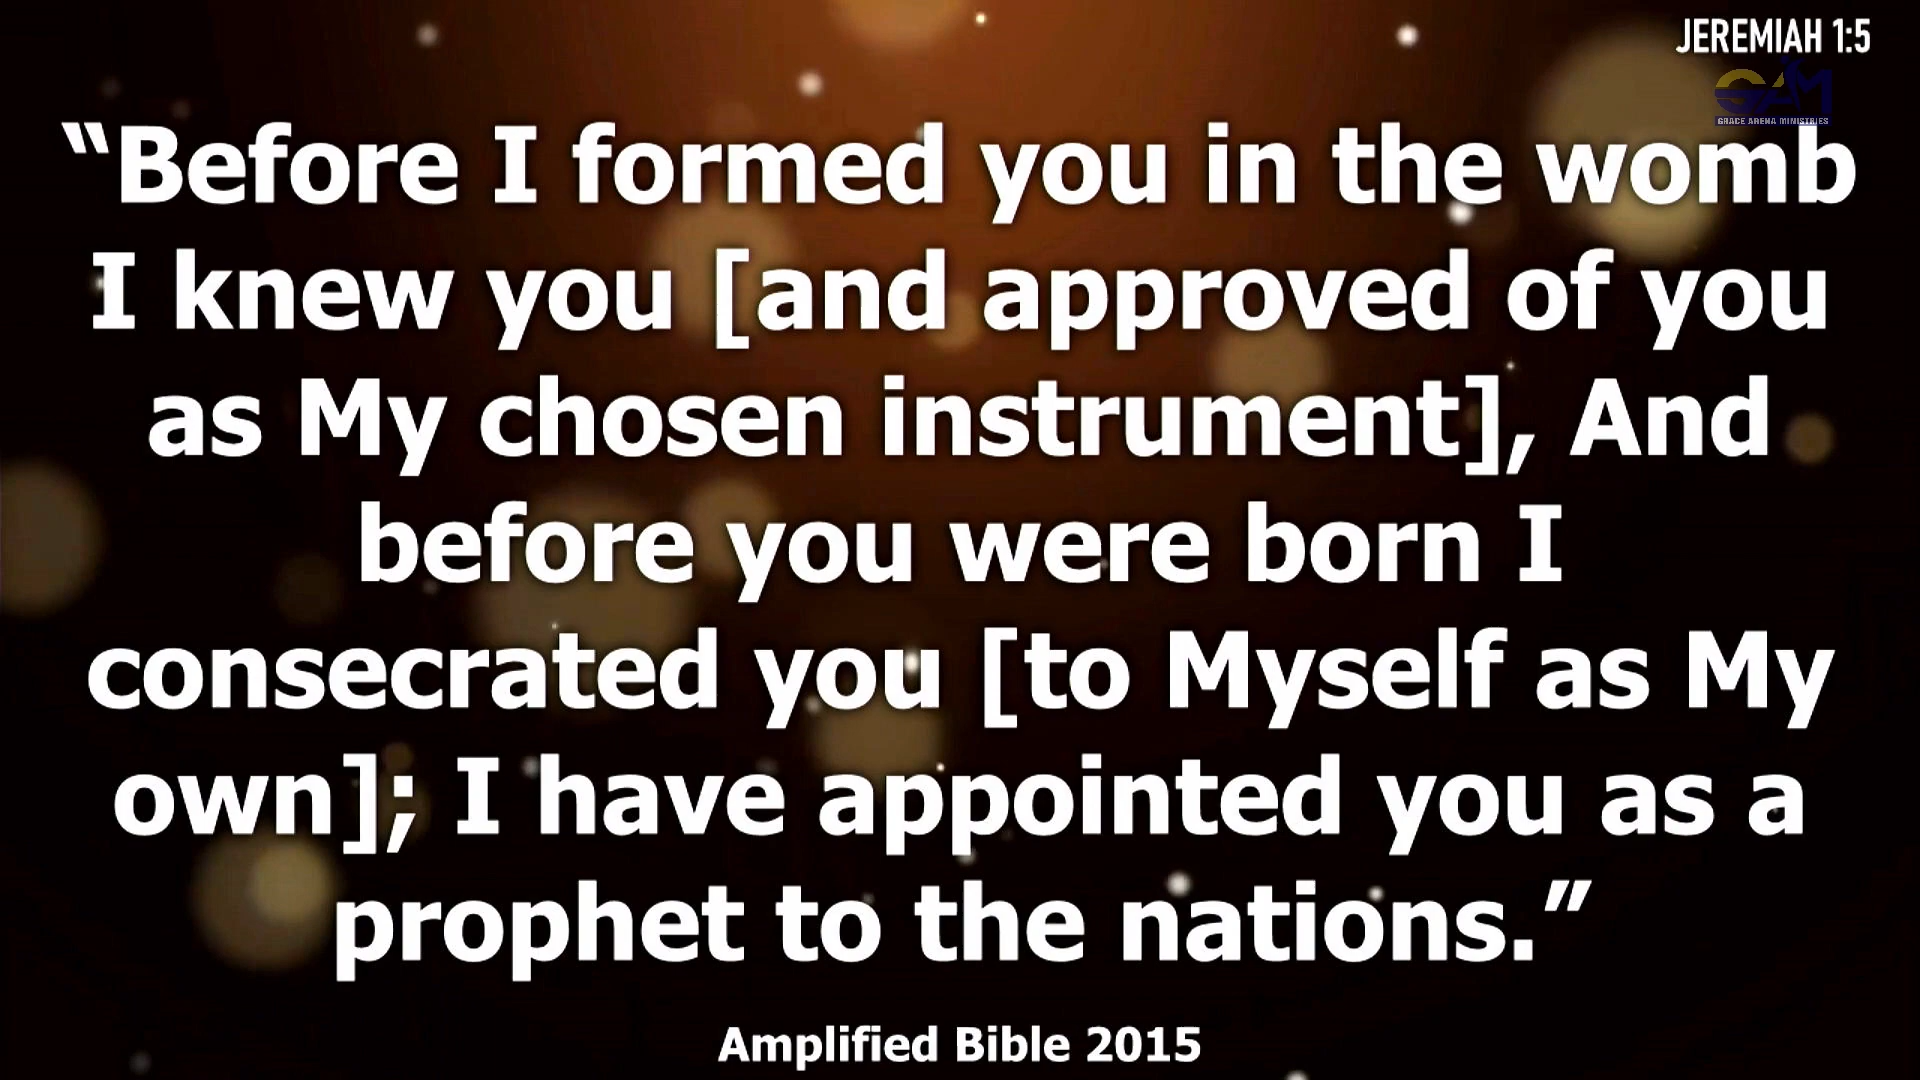 JEREMIAH 1:5
GAM
GRACE ARENA MINISTRIES
“Before I formed you in the womb
I knew you [and approved of you
as My chosen instrument], And
before you were born I
consecrated you [to Myself as My
own]; I have appointed you as a
prophet to the nations.”
Amplified Bible 2015